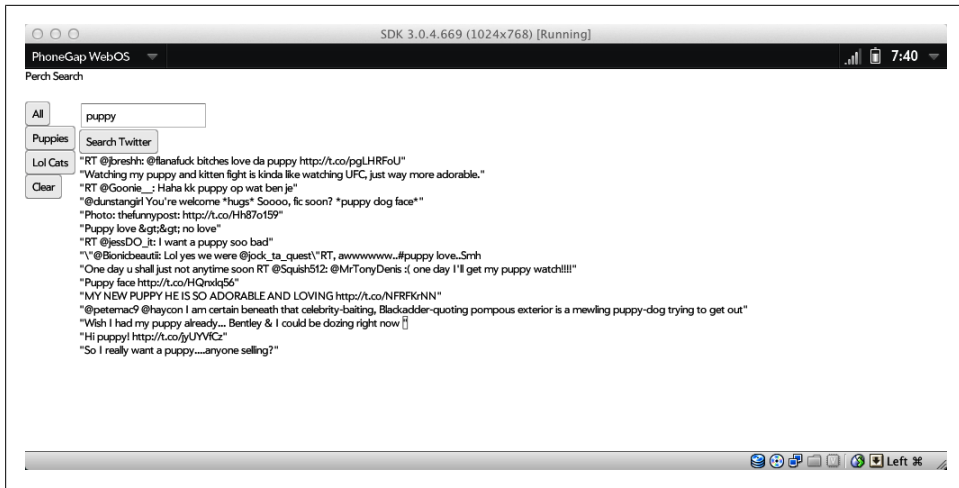 SDK 3.0.4.669 (1024x768) [Running]
PhoneGap WebOS
7:40
Perch Search
All
puppy
Puppies
Search Twitter
Lol Cats
Clear
"RT @jbreshh: @flanafuck bitches love da puppy http://t.co/pgLHRFoU"
"Watching my puppy and kitten fight is kinda like watching UFC, just way more adorable."
"RT @Goonie__: Haha kk puppy op wat ben je"
"@dunstangirl You're welcome *hugs* Soooo, fic soon? *puppy dog face*"
"Photo: thefunnypost: http://t.co/Hh87o159"
"Puppy love &gt;&gt; no love"
"RT @jessDO_it: I want a puppy soo bad"
"\"@Bionicbeautii: Lol yes we were @jock_ta_quest\"RT, awwwwww..#puppy love..Smh
"One day u shall just not anytime soon RT @Squish512: @MrTonyDenis :( one day I'll get my puppy watch!!!!"
"Puppy face http://t.co/HQnxlq56"
"MY NEW PUPPY HE IS SO ADORABLE AND LOVING http://t.co/NFRFKrNN"
"@petemac9 @haycon I am certain beneath that celebrity-baiting, Blackadder-quoting pompous exterior is a mewling puppy-dog trying to get out"
"Wish I had my puppy already... Bentley & I could be dozing right now "
"Hi puppy! http://t.co/jyUYVfCz"
"So I really want a puppy....anyone selling?"
Left ⌘